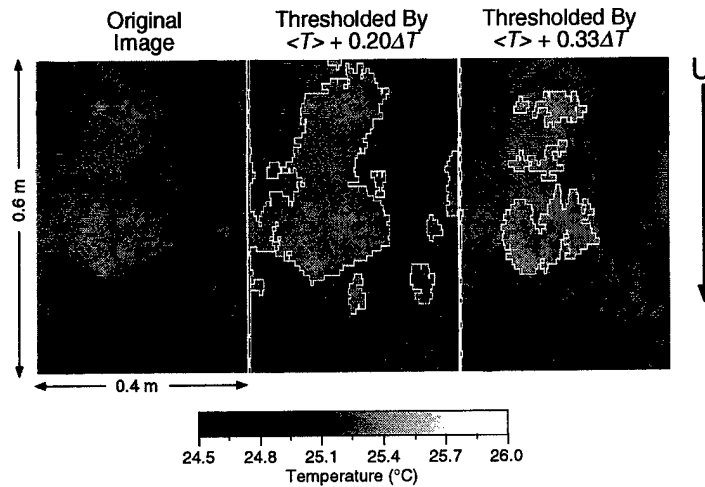 Original
Image
Thresholded By
<T> + 0.20ΔT
Thresholded By
<T> + 0.33ΔT
U
0.6 m
0.4 m
24.5 24.8 25.1 25.4 25.7 26.0
Temperature (°C)